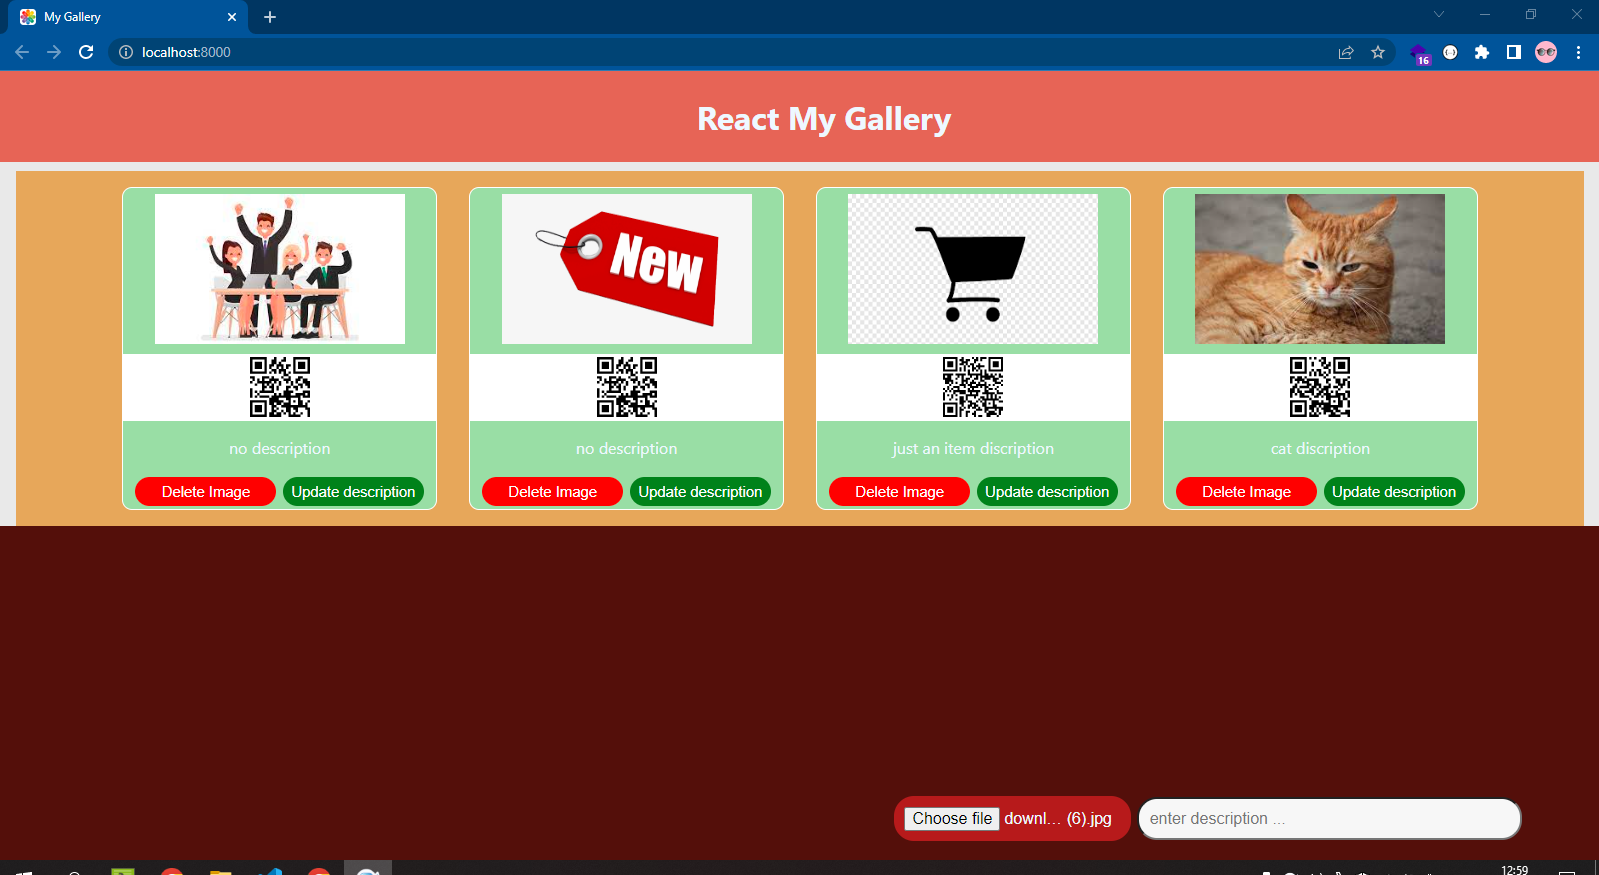 My Gallery
localhost:8000
16
React My Gallery
New
no description
no description
just an item discription
cat discription
Delete Image
Update description
Delete Image
Update description
Delete Image
Update description
Delete Image
Update description
Choose file
downl... (6).jpg
enter description ...
12:59